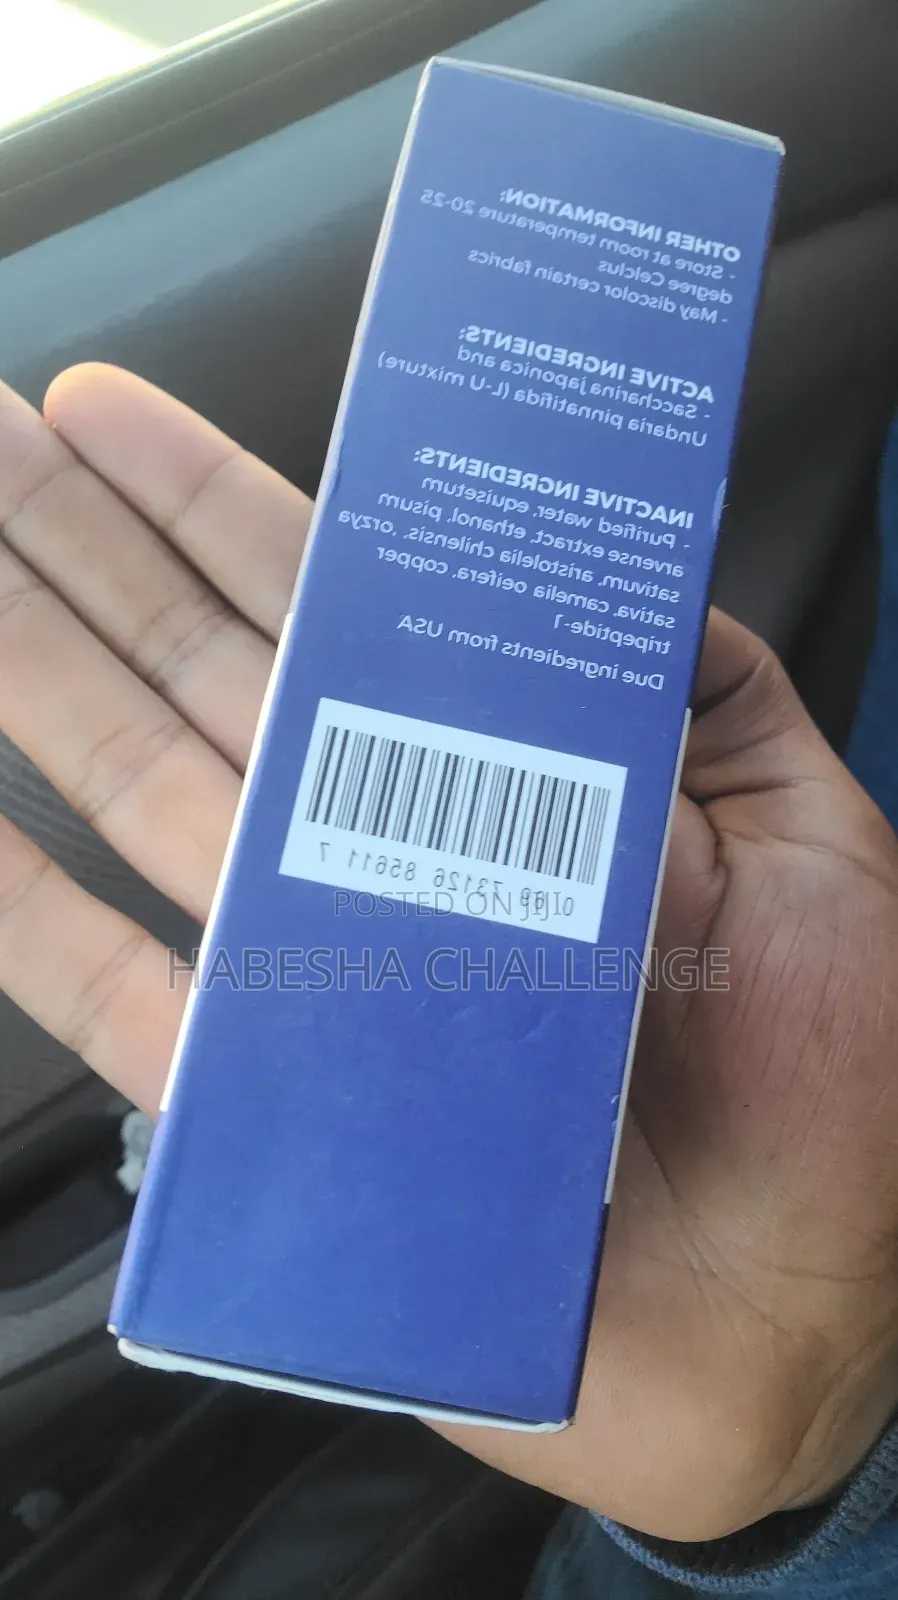 OTHER INFORMATION:
- Store at room temperature 20-25
degree Celcius
- May discolor certain fabrics
ACTIVE INGREDIENTS:
- Saccharina japonica and
Undaria pinnatifida (L-U mixture)
INACTIVE INGREDIENTS:
- Purified water, equisetum
arvense extract, ethanol, pisum
sativum, aristolelia chilensis, , orzya
sativa, camelia oeifera, copper
tripeptide-1
Due ingredients from USA
73126 85611 7
POSTED ON JIJI
HABESHA CHALLENGE